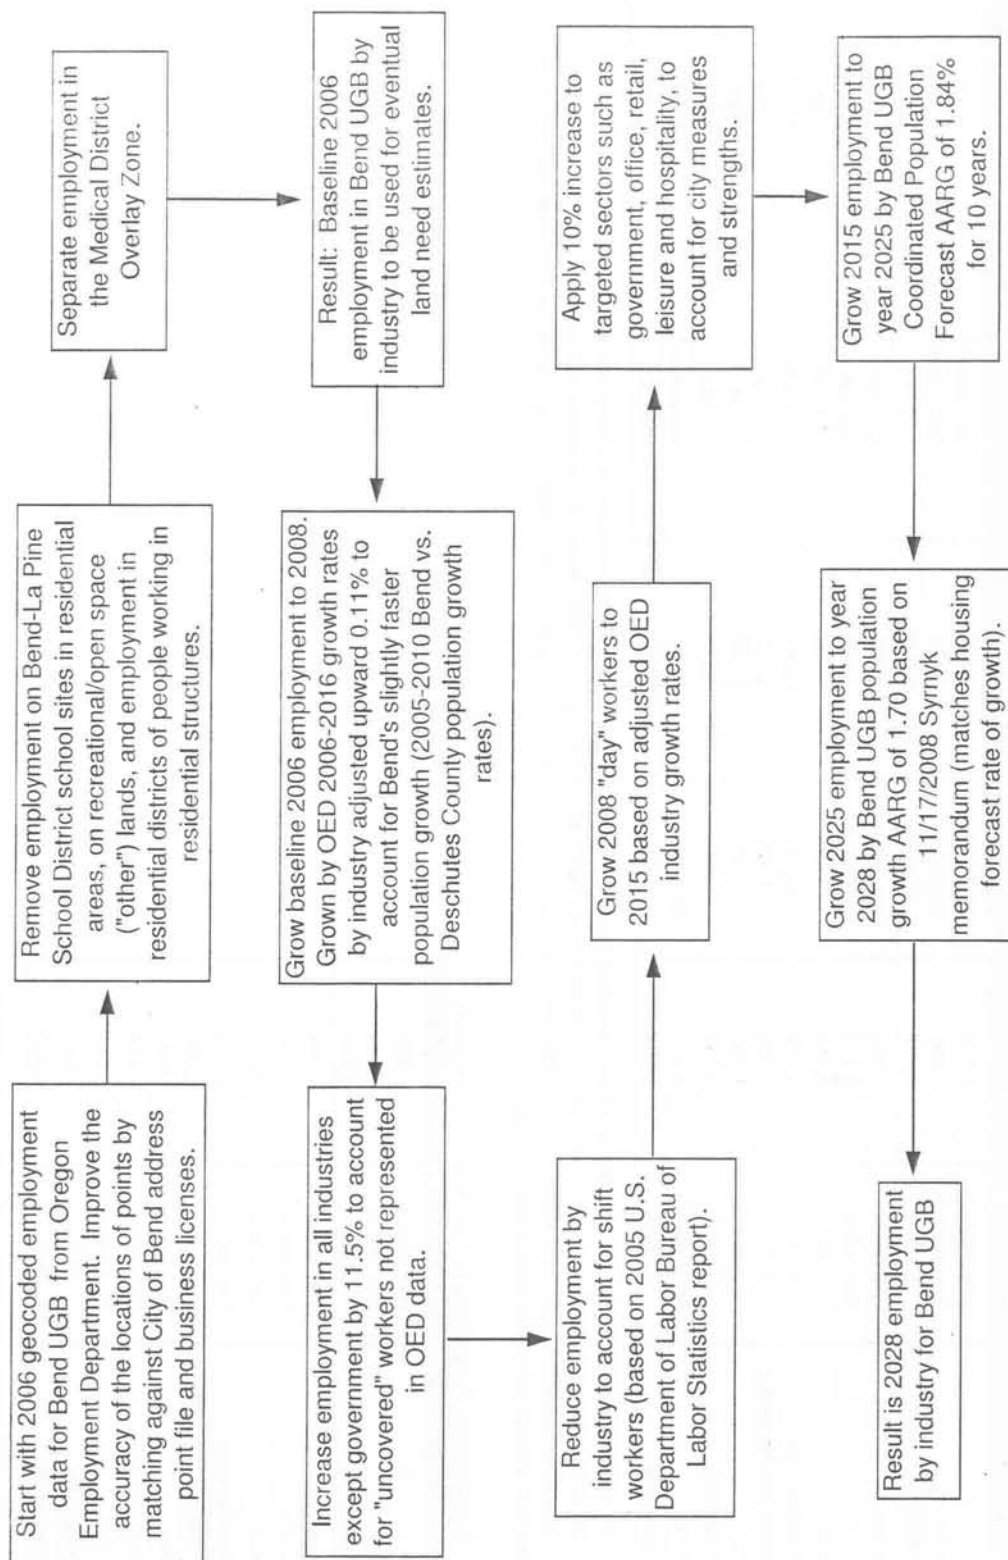 Start with 2006 geocoded employment
data for Bend UGB from Oregon
Employment Department. Improve the
accuracy of the locations of points by
matching against City of Bend address
point file and business licenses.
Remove employment on Bend-La Pine
School District school sites in residential
areas, on recreational/open space
("other") lands, and employment in
residential districts of people working in
residential structures.
Separate employment in
the Medical District
Overlay Zone.
Result: Baseline 2006
employment in Bend UGB by
industry to be used for eventual
land need estimates.
Grow baseline 2006 employment to 2008.
Grown by OED 2006-2016 growth rates
by industry adjusted upward 0.11% to
account for Bend's slightly faster
population growth (2005-2010 Bend vs.
Deschutes County population growth
rates).
Increase employment in all industries
except government by 11.5% to account
for "uncovered" workers not represented
in OED data.
Reduce employment by
industry to account for shift
workers (based on 2005 U.S.
Department of Labor Bureau of
Labor Statistics report).
Grow 2008 "day" workers to
2015 based on adjusted OED
industry growth rates.
Apply 10% increase to
targeted sectors such as
government, office, retail,
leisure and hospitality, to
account for city measures
and strengths.
Grow 2015 employment to
year 2025 by Bend UGB
Coordinated Population
Forecast AARG of 1.84%
for 10 years.
Grow 2025 employment to year
2028 by Bend UGB population
growth AARG of 1.70 based on
11/17/2008 Syrnyk
memorandum (matches housing
forecast rate of growth).
Result is 2028 employment
by industry for Bend UGB